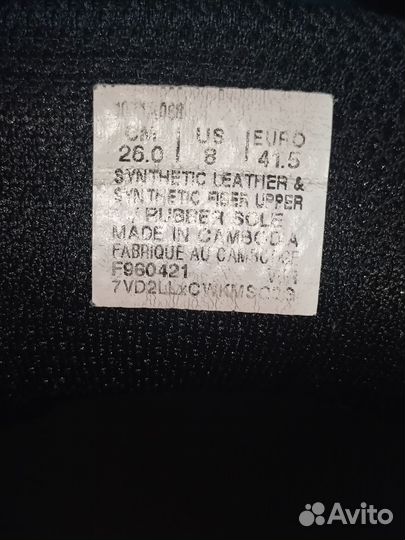 CM | US | EURO
26.0 | 8 | 41.5
SYNTHETIC LEATHER &
SYNTHETIC FIBER UPPER
RUBBER SOLE
MADE IN CAMBODIA
FABRIQUE AU CAMBODGE
F960421
Avito